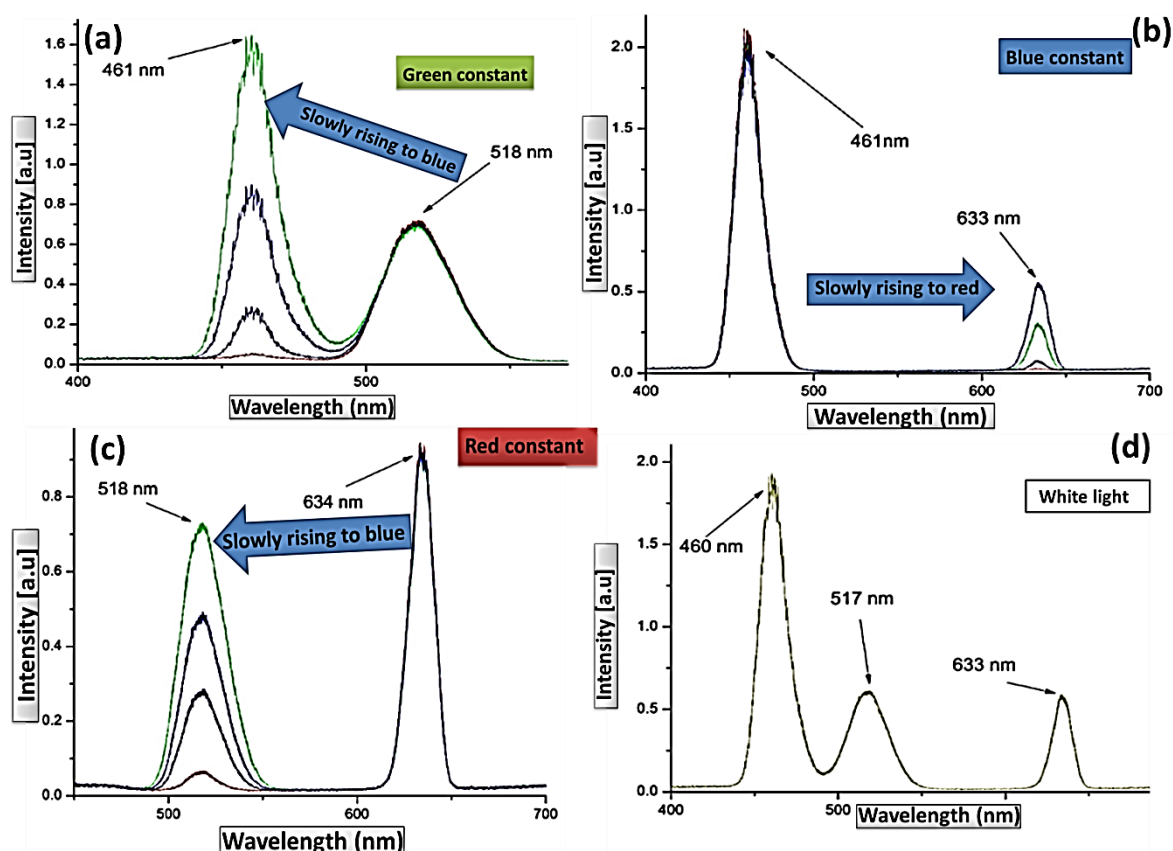 (a)
461 nm
Green constant
Slowly rising to blue
518 nm
Intensity [a.u]
1.6
1.4
1.2
1.0
0.8
0.6
0.4
0.2
0.0
400
500
Wavelength (nm)
(b)
Blue constant
461nm
633 nm
Slowly rising to red
Intensity [a.u]
2.0
1.5
1.0
0.5
0.0
400
500
600
700
Wavelength (nm)
(c)
Red constant
518 nm
634 nm
Slowly rising to blue
Intensity [a.u]
0.8
0.6
0.4
0.2
0.0
500
600
700
Wavelength (nm)
(d)
White light
460 nm
517 nm
633 nm
Intensity [a.u]
2.0
1.5
1.0
0.5
0.0
400
500
600
Wavelength (nm)